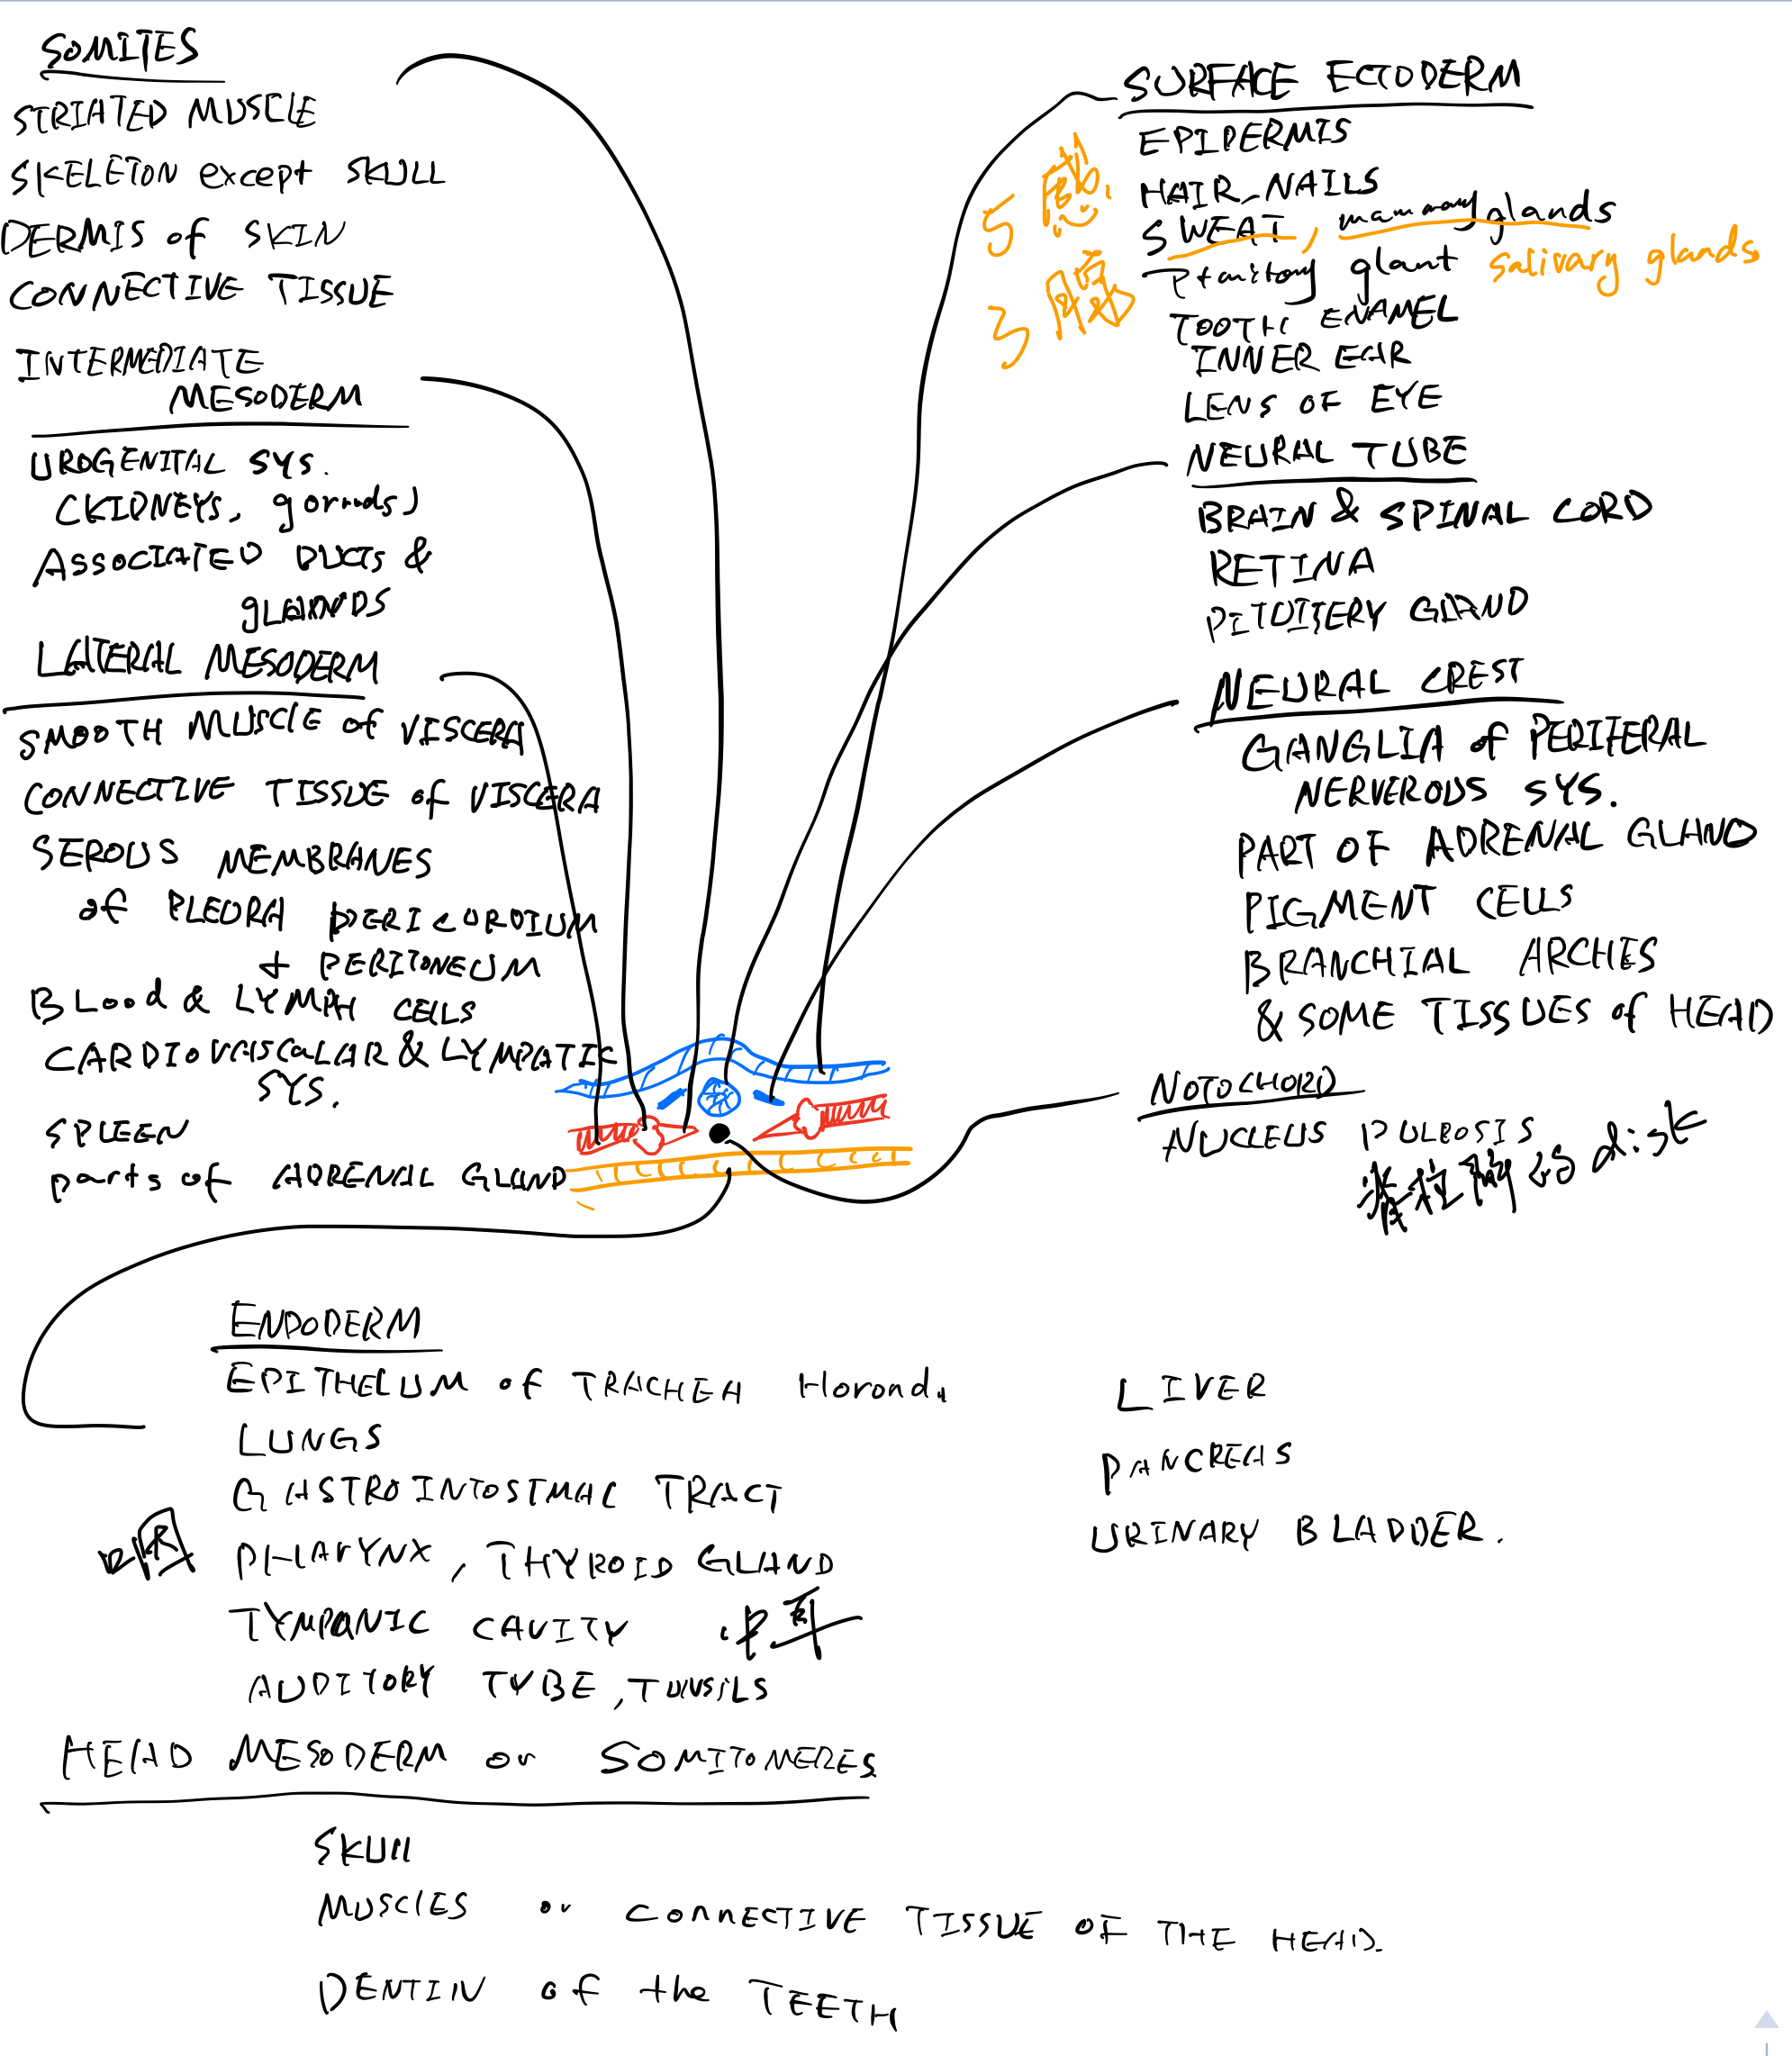 SOMITES
STRIATED MUSCLE
SKELETON except SKULL
DERMIS of SKIN
CONNECTIVE TISSUE
INTERMEDIATE
MESODERM
UROGENITAL SYS.
(KIDNEYS,
ASSOCIATED DUCTS &
gLANDS
LATERAL MESODERM
SMOOTH MUSCLE of VISCERA
CONNECTIVE TISSUE of VISCERA
SEROUS MEMBRANES
of PLEURA PERICORDIUM
+ PERITONEUM
BLood & LYMPH CELLS
CARDIOVASCULAR & LYMPATIC
SYS.
SPLEEN
parts of ADRENAL GLAND
SURFACE ECTODERM
EPIDERMIS
HAIR, NAILS
SWEAT, mammary glands
glant salivary glands
TOOTH ENAMEL
INNER EAR
LENS OF EYE
5感.
3膜
NEURAL TUBE
BRAIN & SPINAL CORD
RETINA
PITUITERY GLAND
NEURAL CREST
GANGLIA of PERIFERAL
NERVEROUS SYS.
PART OF ADRENAL GLAND
PIGMENT CELLS
BRANCHIAL ARCHES
& SOME TISSUES of HEAD
NOTOCHORD
NUCLEUS PULPOSIS
脊柱 的 disk
ENDODERM
EPITHELUM of TRACHEA
LUNGS
GASTROINTOSTINAL TRACT
PHARYNX, THYROID GLAND
咽
TYMPANIC CAVITY 中耳
AUDITORY TUBE, TONSILS
LIVER
PANCREAS
URINARY BLADDER.
HEAD MESODERM or SOMITOMERES
SKUll
MUSCLES or CONNECTIVE TISSUE OF THE HEAD.
DENTIN of the TEETH